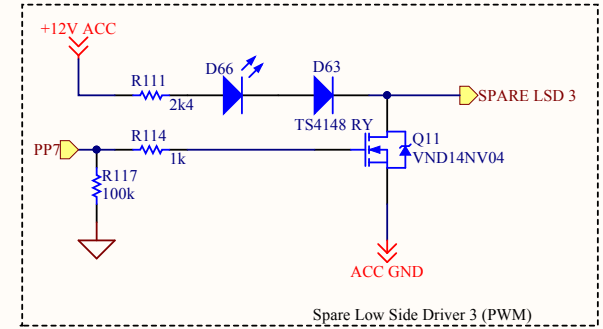 +12V ACC
R111
2k4
D66
D63
TS4148 RY
SPARE LSD 3
PP7
R114
1k
Q11
VND14NV04
R117
100k
ACC GND
Spare Low Side Driver 3 (PWM)